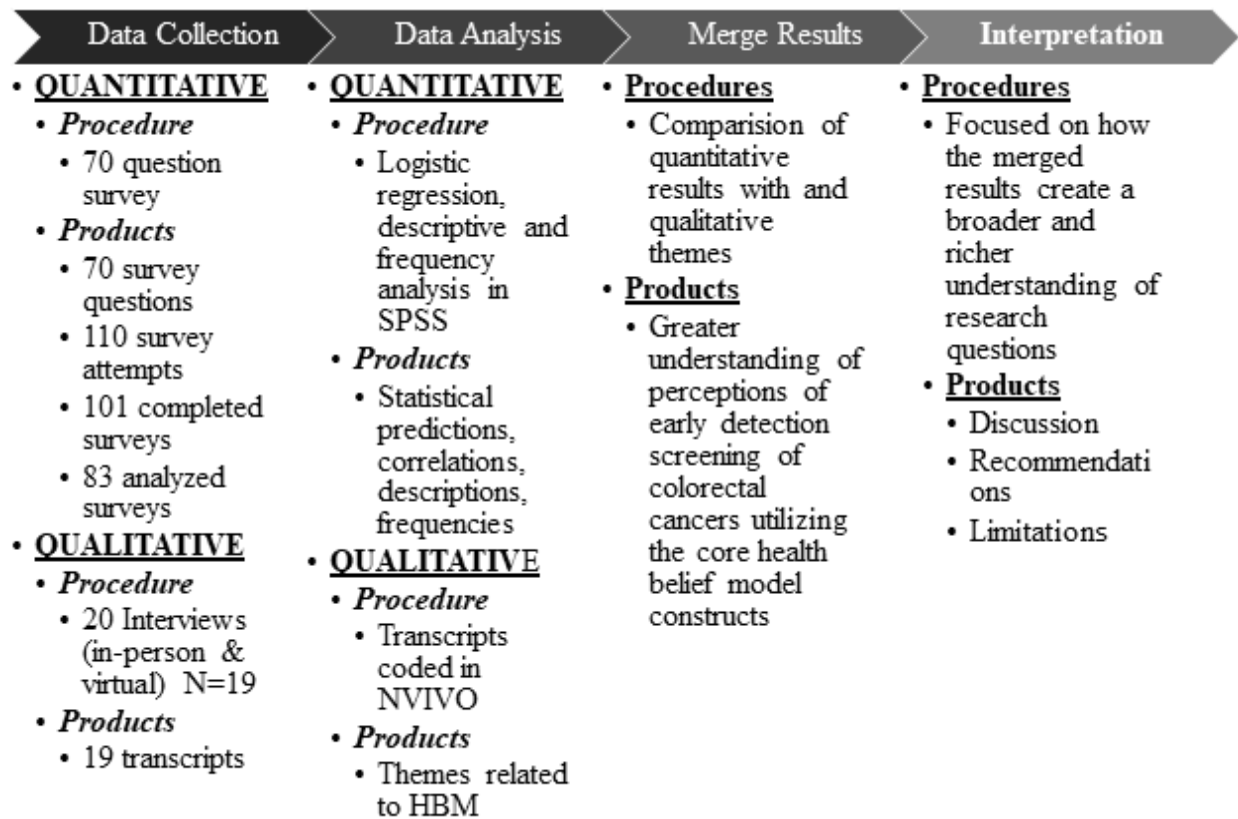 Data Collection
Data Analysis
Merge Results
Interpretation
• QUANTITATIVE
• Procedure
• 70 question
survey
• Products
• 70 survey
questions
• 110 survey
attempts
• 101 completed
surveys
• 83 analyzed
surveys
• QUALITATIVE
• Procedure
• 20 Interviews
(in-person &
virtual) N=19
• Products
• 19 transcripts
• QUANTITATIVE
• Procedure
• Logistic
regression,
descriptive and
frequency
analysis in
SPSS
• Products
• Statistical
predictions,
correlations,
descriptions,
frequencies
• QUALITATIVE
• Procedure
• Transcripts
coded in
NVIVO
• Products
• Themes related
to HBM
• Procedures
• Comparision of
quantitative
results with and
qualitative
themes
• Products
• Greater
understanding of
perceptions of
early detection
screening of
colorectal
cancers utilizing
the core health
belief model
constructs
• Procedures
• Focused on how
the merged
results create a
broader and
richer
understanding of
research
questions
• Products
• Discussion
• Recommendati
ons
• Limitations